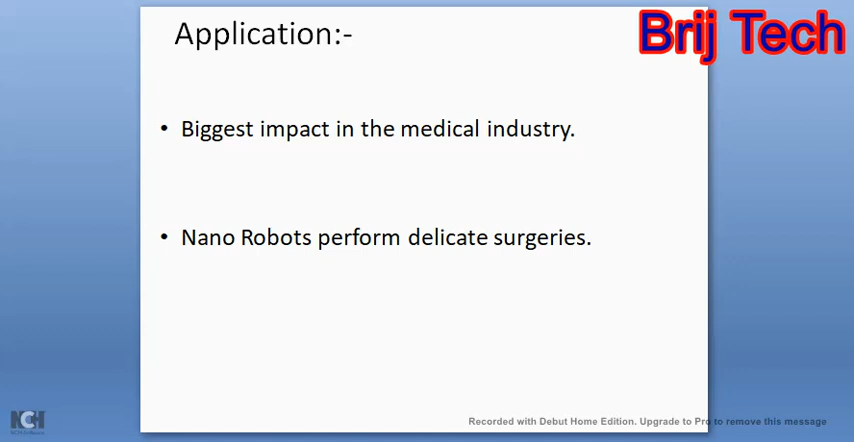 Application:-
Brij Tech
• Biggest impact in the medical industry.
• Nano Robots perform delicate surgeries.
NCH
Recorded with Debut Home Edition. Upgrade to Pro to remove this message